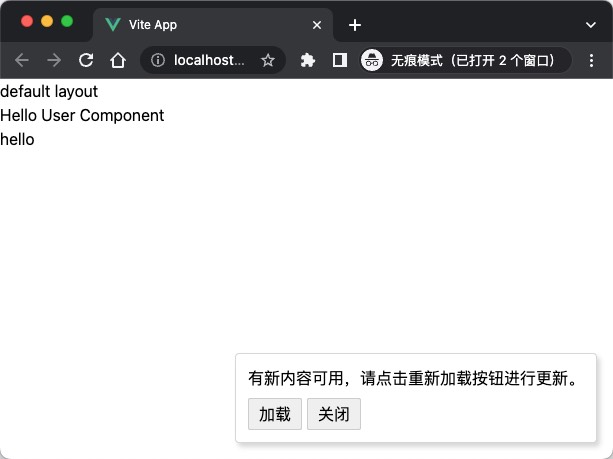 Vite App
localhost...
无痕模式（已打开 2 个窗口）
default layout
Hello User Component
hello
有新内容可用，请点击重新加载按钮进行更新。
加载 关闭